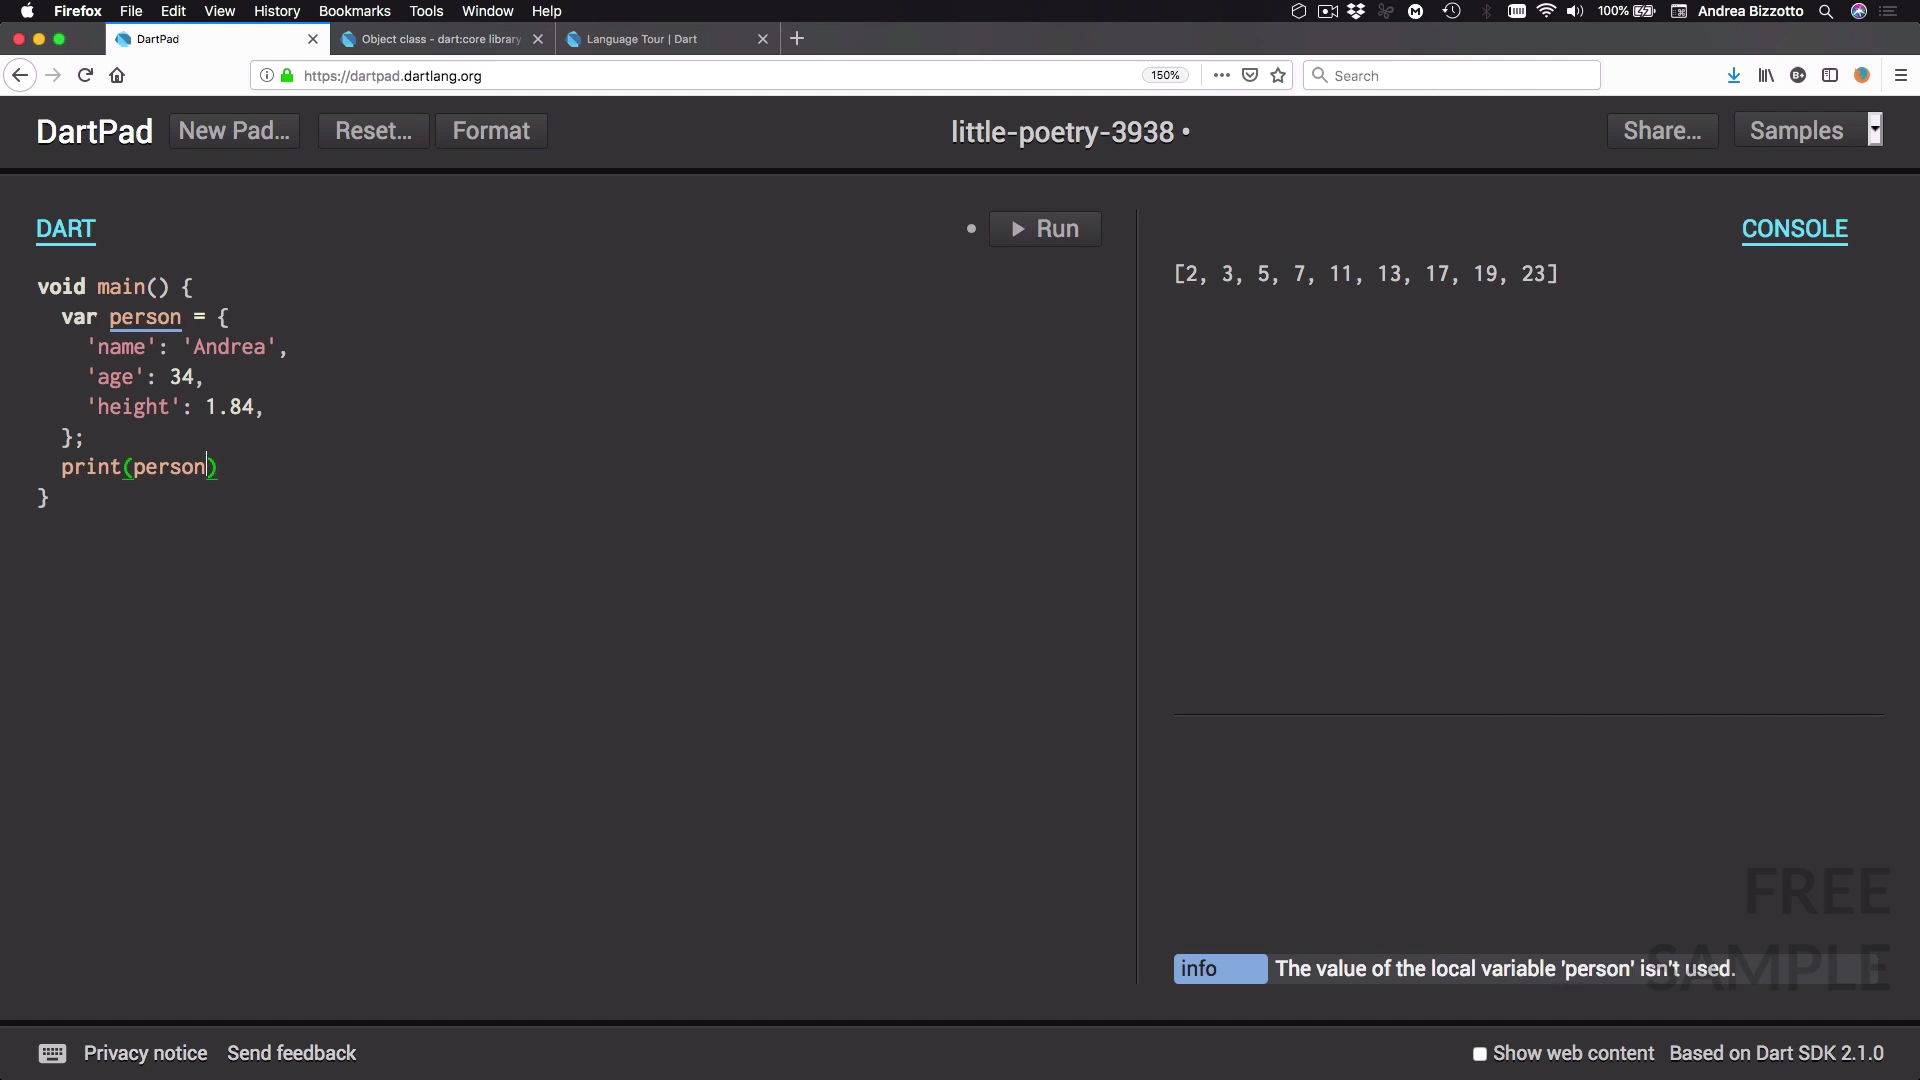 Firefox File Edit View History Bookmarks Tools Window Help 100% Andrea Bizzotto
DartPad Object class - dart:core library Language Tour | Dart
https://dartpad.dartlang.org 150% Search
DartPad New Pad... Reset... Format little-poetry-3938 • Share... Samples
DART Run CONSOLE
void main() {
var person = {
'name': 'Andrea',
'age': 34,
'height': 1.84,
};
print(person)
}
[2, 3, 5, 7, 11, 13, 17, 19, 23]
FREE
SAMPLE
info The value of the local variable 'person' isn't used.
Privacy notice Send feedback Show web content Based on Dart SDK 2.1.0